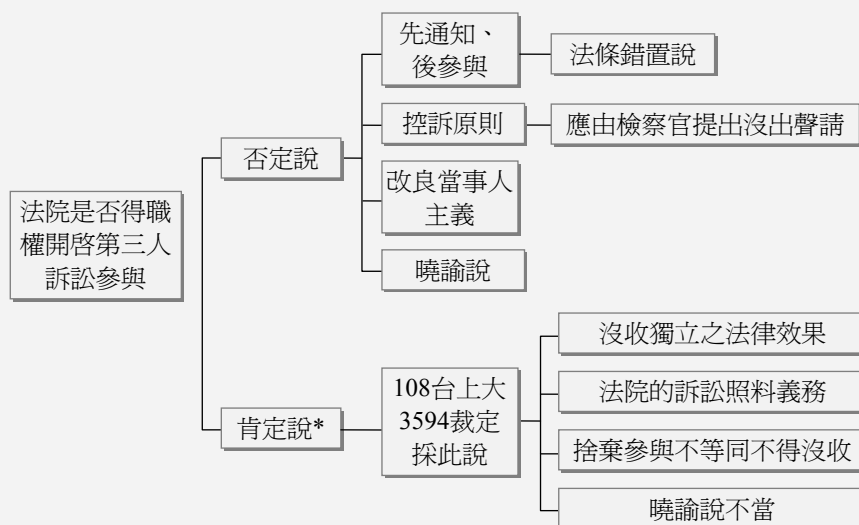 法院是否得職
權開啟第三人
訴訟參與
否定說
先通知、
後參與
法條錯置說
控訴原則
應由檢察官提出沒出聲請
改良當事人
主義
曉諭說
肯定說*
108台上大
3594裁定
採此說
沒收獨立之法律效果
法院的訴訟照料義務
捨棄參與不等同不得沒收
曉諭說不當